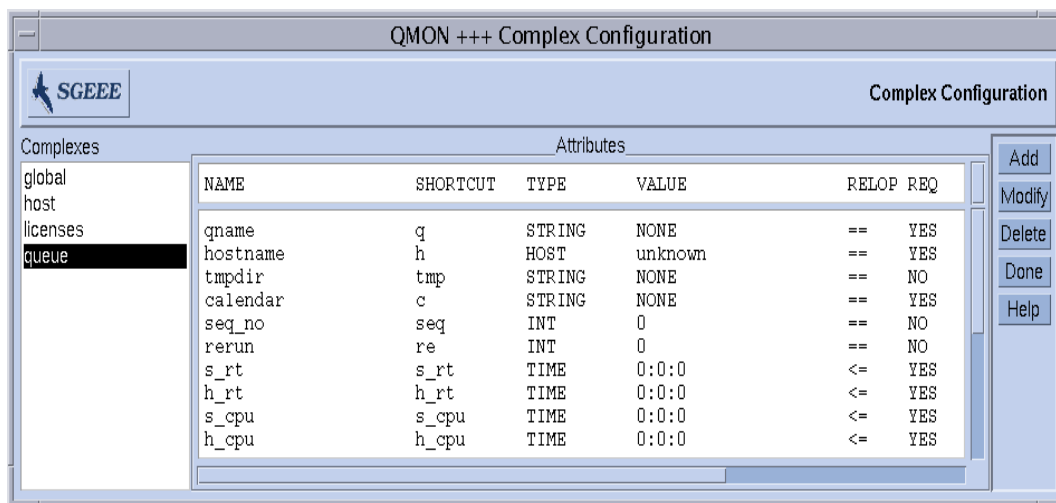 QMON +++ Complex Configuration
SGEEE
Complex Configuration
Complexes
global
host
licenses
queue
Attributes
NAME SHORTCUT TYPE VALUE RELOP REQ
qname q STRING NONE == YES
hostname h HOST unknown == YES
tmpdir tmp STRING NONE == NO
calendar c STRING NONE == YES
seq_no seq INT 0 == NO
rerun re INT 0 == NO
s_rt s_rt TIME 0:0:0 <= YES
h_rt h_rt TIME 0:0:0 <= YES
s_cpu s_cpu TIME 0:0:0 <= YES
h_cpu h_cpu TIME 0:0:0 <= YES
Add
Modify
Delete
Done
Help